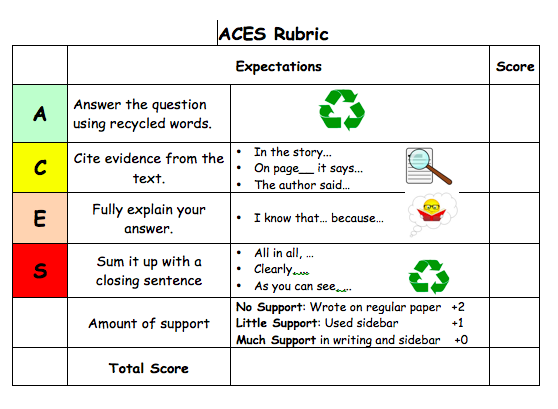 ACES Rubric
Expectations
Score
A
Answer the question
using recycled words.
C
Cite evidence from the
text.
• In the story…
• On page__ it says…
• The author said…
E
Fully explain your
answer.
• I know that… because…
S
Sum it up with a
closing sentence
• All in all, …
• Clearly....
• As you can see…..
Amount of support
No Support: Wrote on regular paper +2
Little Support: Used sidebar +1
Much Support in writing and sidebar +0
Total Score